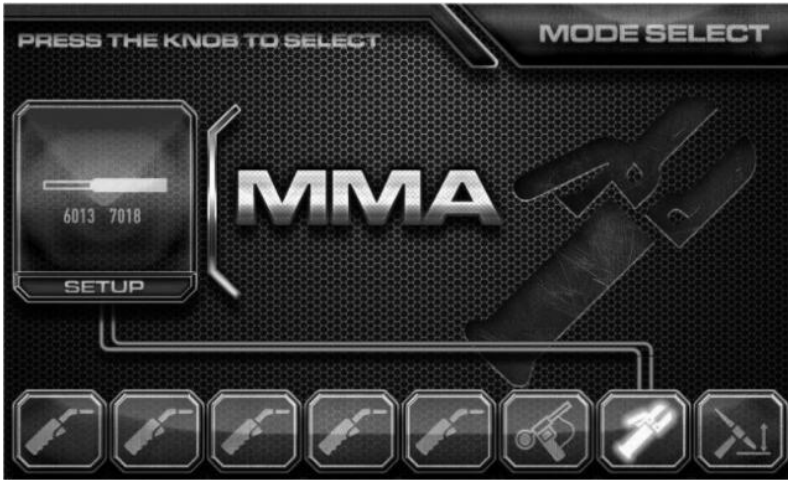 PRESS THE KNOB TO SELECT
MODE SELECT
MMA
6013 7018
SETUP